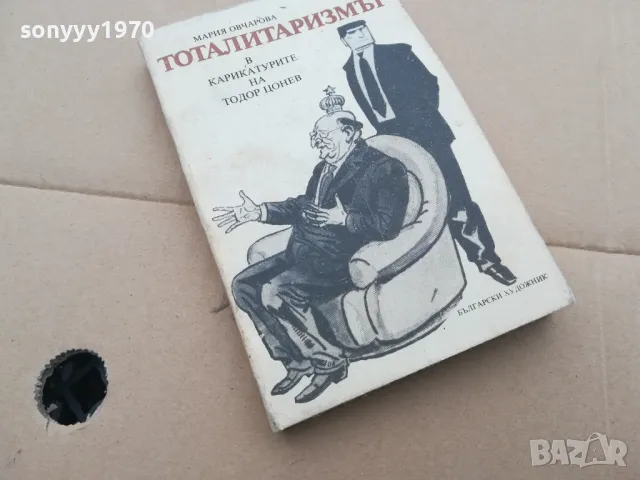 sonyyy1970
МАРИЯ ОВЧАРОВА
ТОТАЛИТАРИЗМЪТ
В
КАРИКАТУРИТЕ
НА
ТОДОР ЦОНЕВ
БЪЛГАРСКИ ХУДОЖНИК
BAZAR